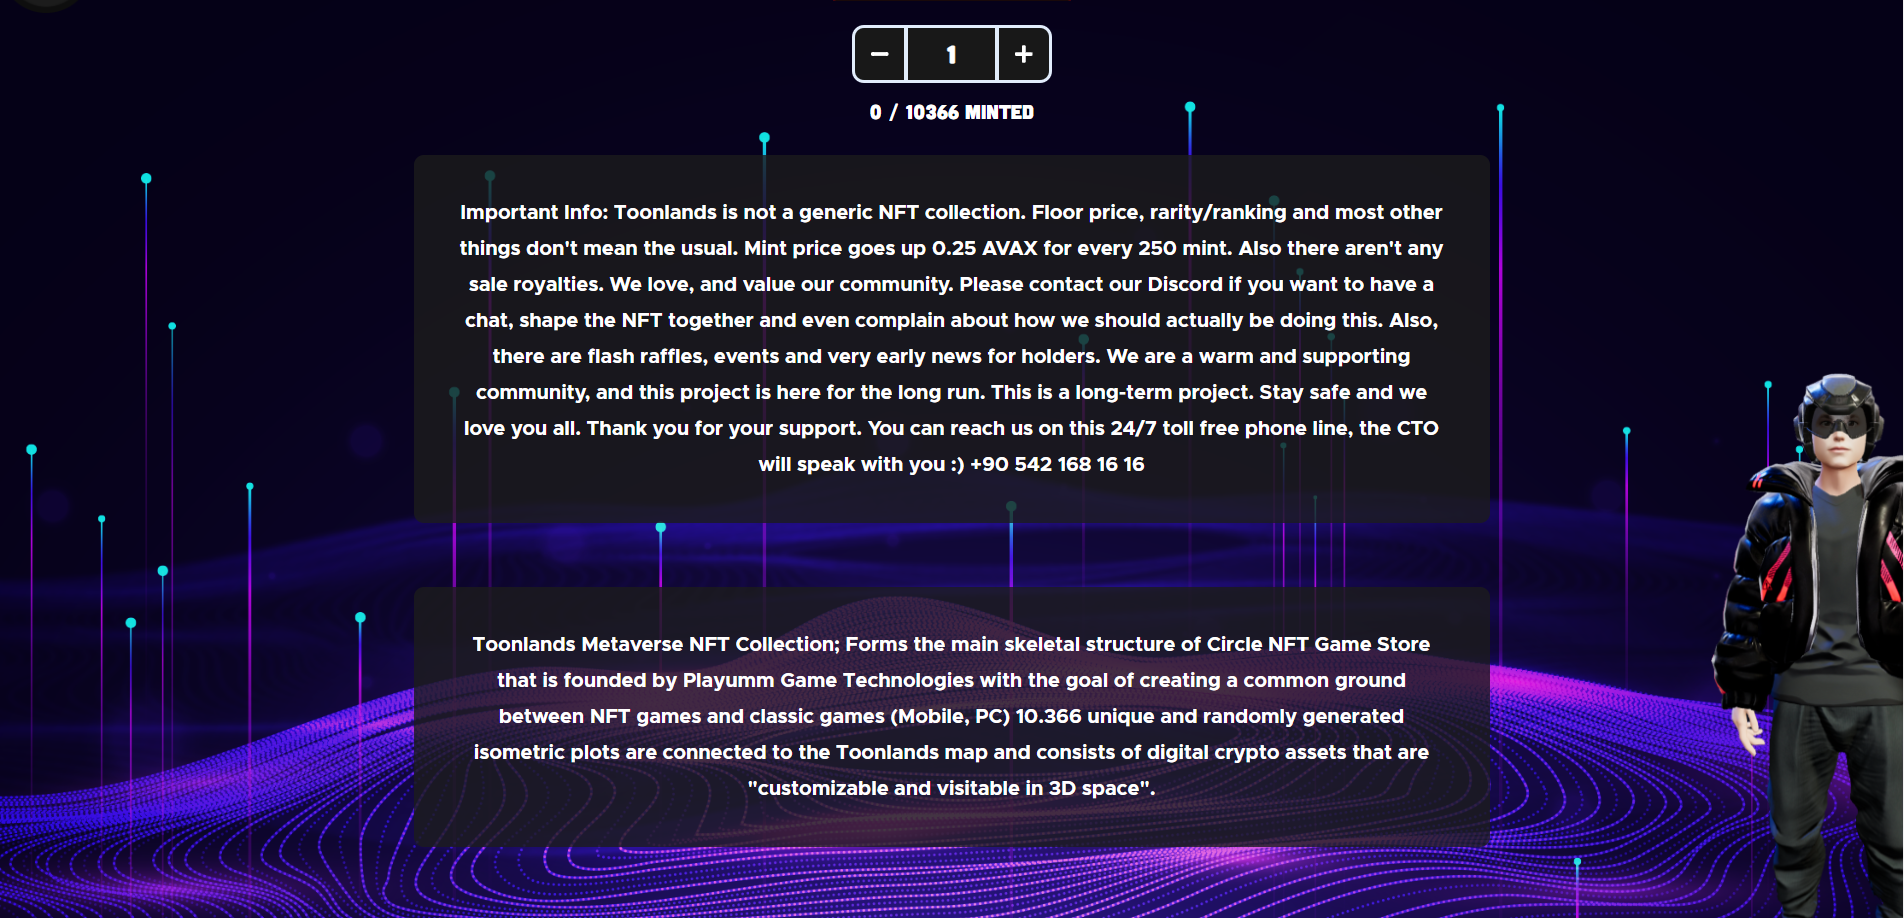 − 1 +
0 / 10366 MINTED
Important Info: Toonlands is not a generic NFT collection. Floor price, rarity/ranking and most other
things don't mean the usual. Mint price goes up 0.25 AVAX for every 250 mint. Also there aren't any
sale royalties. We love, and value our community. Please contact our Discord if you want to have a
chat, shape the NFT together and even complain about how we should actually be doing this. Also,
there are flash raffles, events and very early news for holders. We are a warm and supporting
community, and this project is here for the long run. This is a long-term project. Stay safe and we
love you all. Thank you for your support. You can reach us on this 24/7 toll free phone line, the CTO
will speak with you :) +90 542 168 16 16
Toonlands Metaverse NFT Collection; Forms the main skeletal structure of Circle NFT Game Store
that is founded by Playumm Game Technologies with the goal of creating a common ground
between NFT games and classic games (Mobile, PC) 10.366 unique and randomly generated
isometric plots are connected to the Toonlands map and consists of digital crypto assets that are
"customizable and visitable in 3D space".